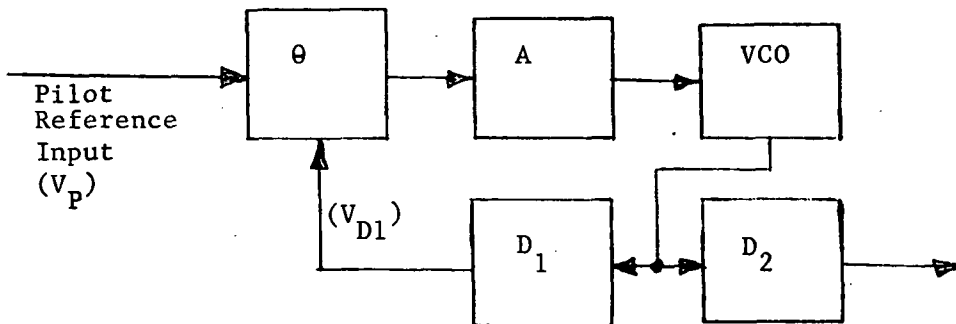 θ
A
VCO
Pilot
Reference
Input
(V_P)
(V_D1)
D_1
D_2